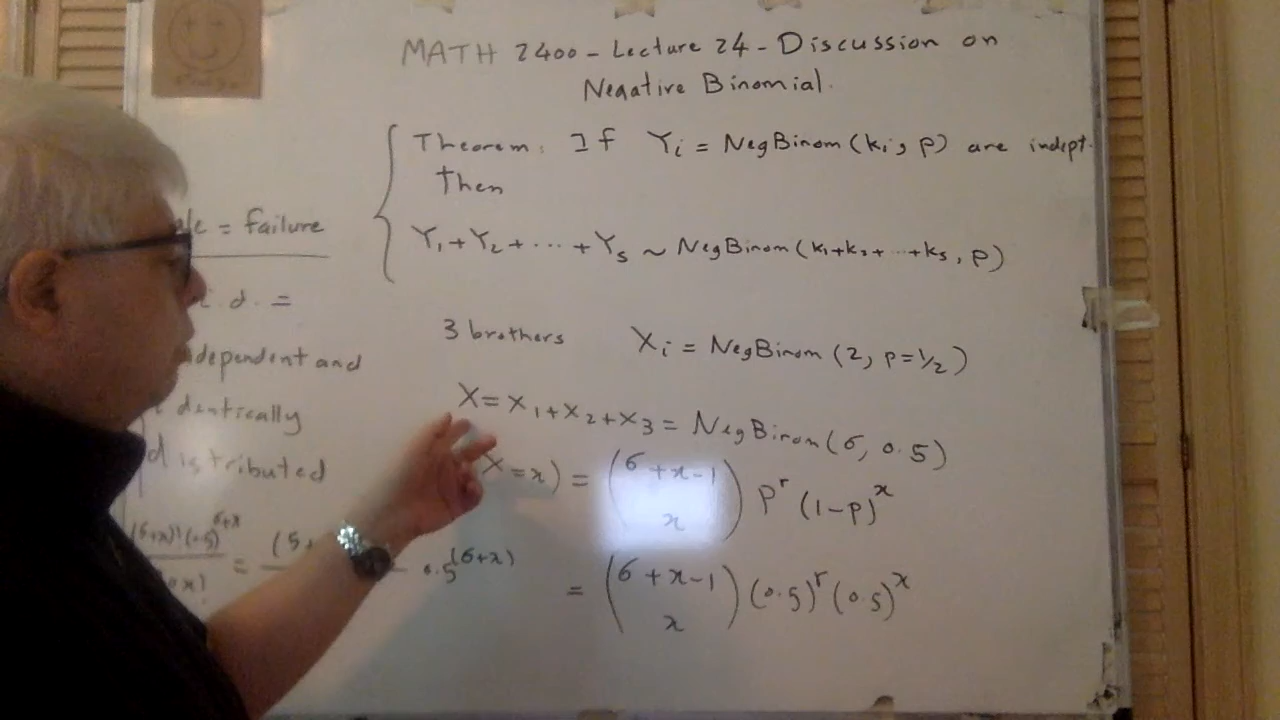 MATH 2400 - Lecture 24 - Discussion on
Negative Binomial.
Theorem. If Yi = NegBinom(ki, p) are indept.
then
Y1 + Y2 + ... + Ys ~ NegBinom(k1+k2+...+ks, p)
= failure
d. =
dependent and
dentically
distributed
3 brothers Xi = NegBinom (2, p=1/2)
X = X1 + X2 + X3 = NegBinom(6, 0.5)
X = x) = (6+x-1 x) p^r (1-p)^x
= (6+x-1 x) (0.5)^r (0.5)^x
(5+x)! (0.5)^6+x = (5+ 0.5^(6+x)
x!